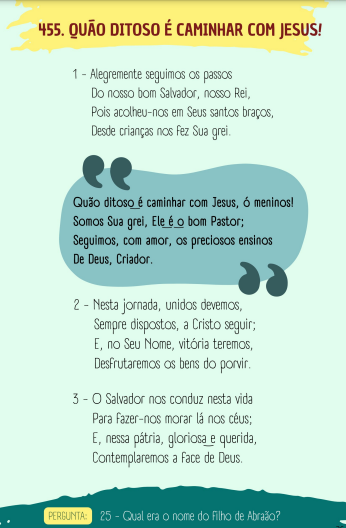 455. QUÃO DITOSO É CAMINHAR COM JESUS!
1 - Alegremente seguimos os passos
Do nosso bom Salvador, nosso Rei,
Pois acolheu-nos em Seus santos braços,
Desde crianças nos fez Sua grei.
Quão ditoso é caminhar com Jesus, ó meninos!
Somos Sua grei, Ele é o bom Pastor;
Seguimos, com amor, os preciosos ensinos
De Deus, Criador.
2 - Nesta jornada, unidos devemos,
Sempre dispostos, a Cristo seguir;
E, no Seu Nome, vitória teremos,
Desfrutaremos os bens do porvir.
3 - O Salvador nos conduz nesta vida
Para fazer-nos morar lá nos céus;
E, nessa pátria, gloriosa e querida,
Contemplaremos a face de Deus.
PERGUNTA: 25 - Qual era o nome do filho de Abraão?